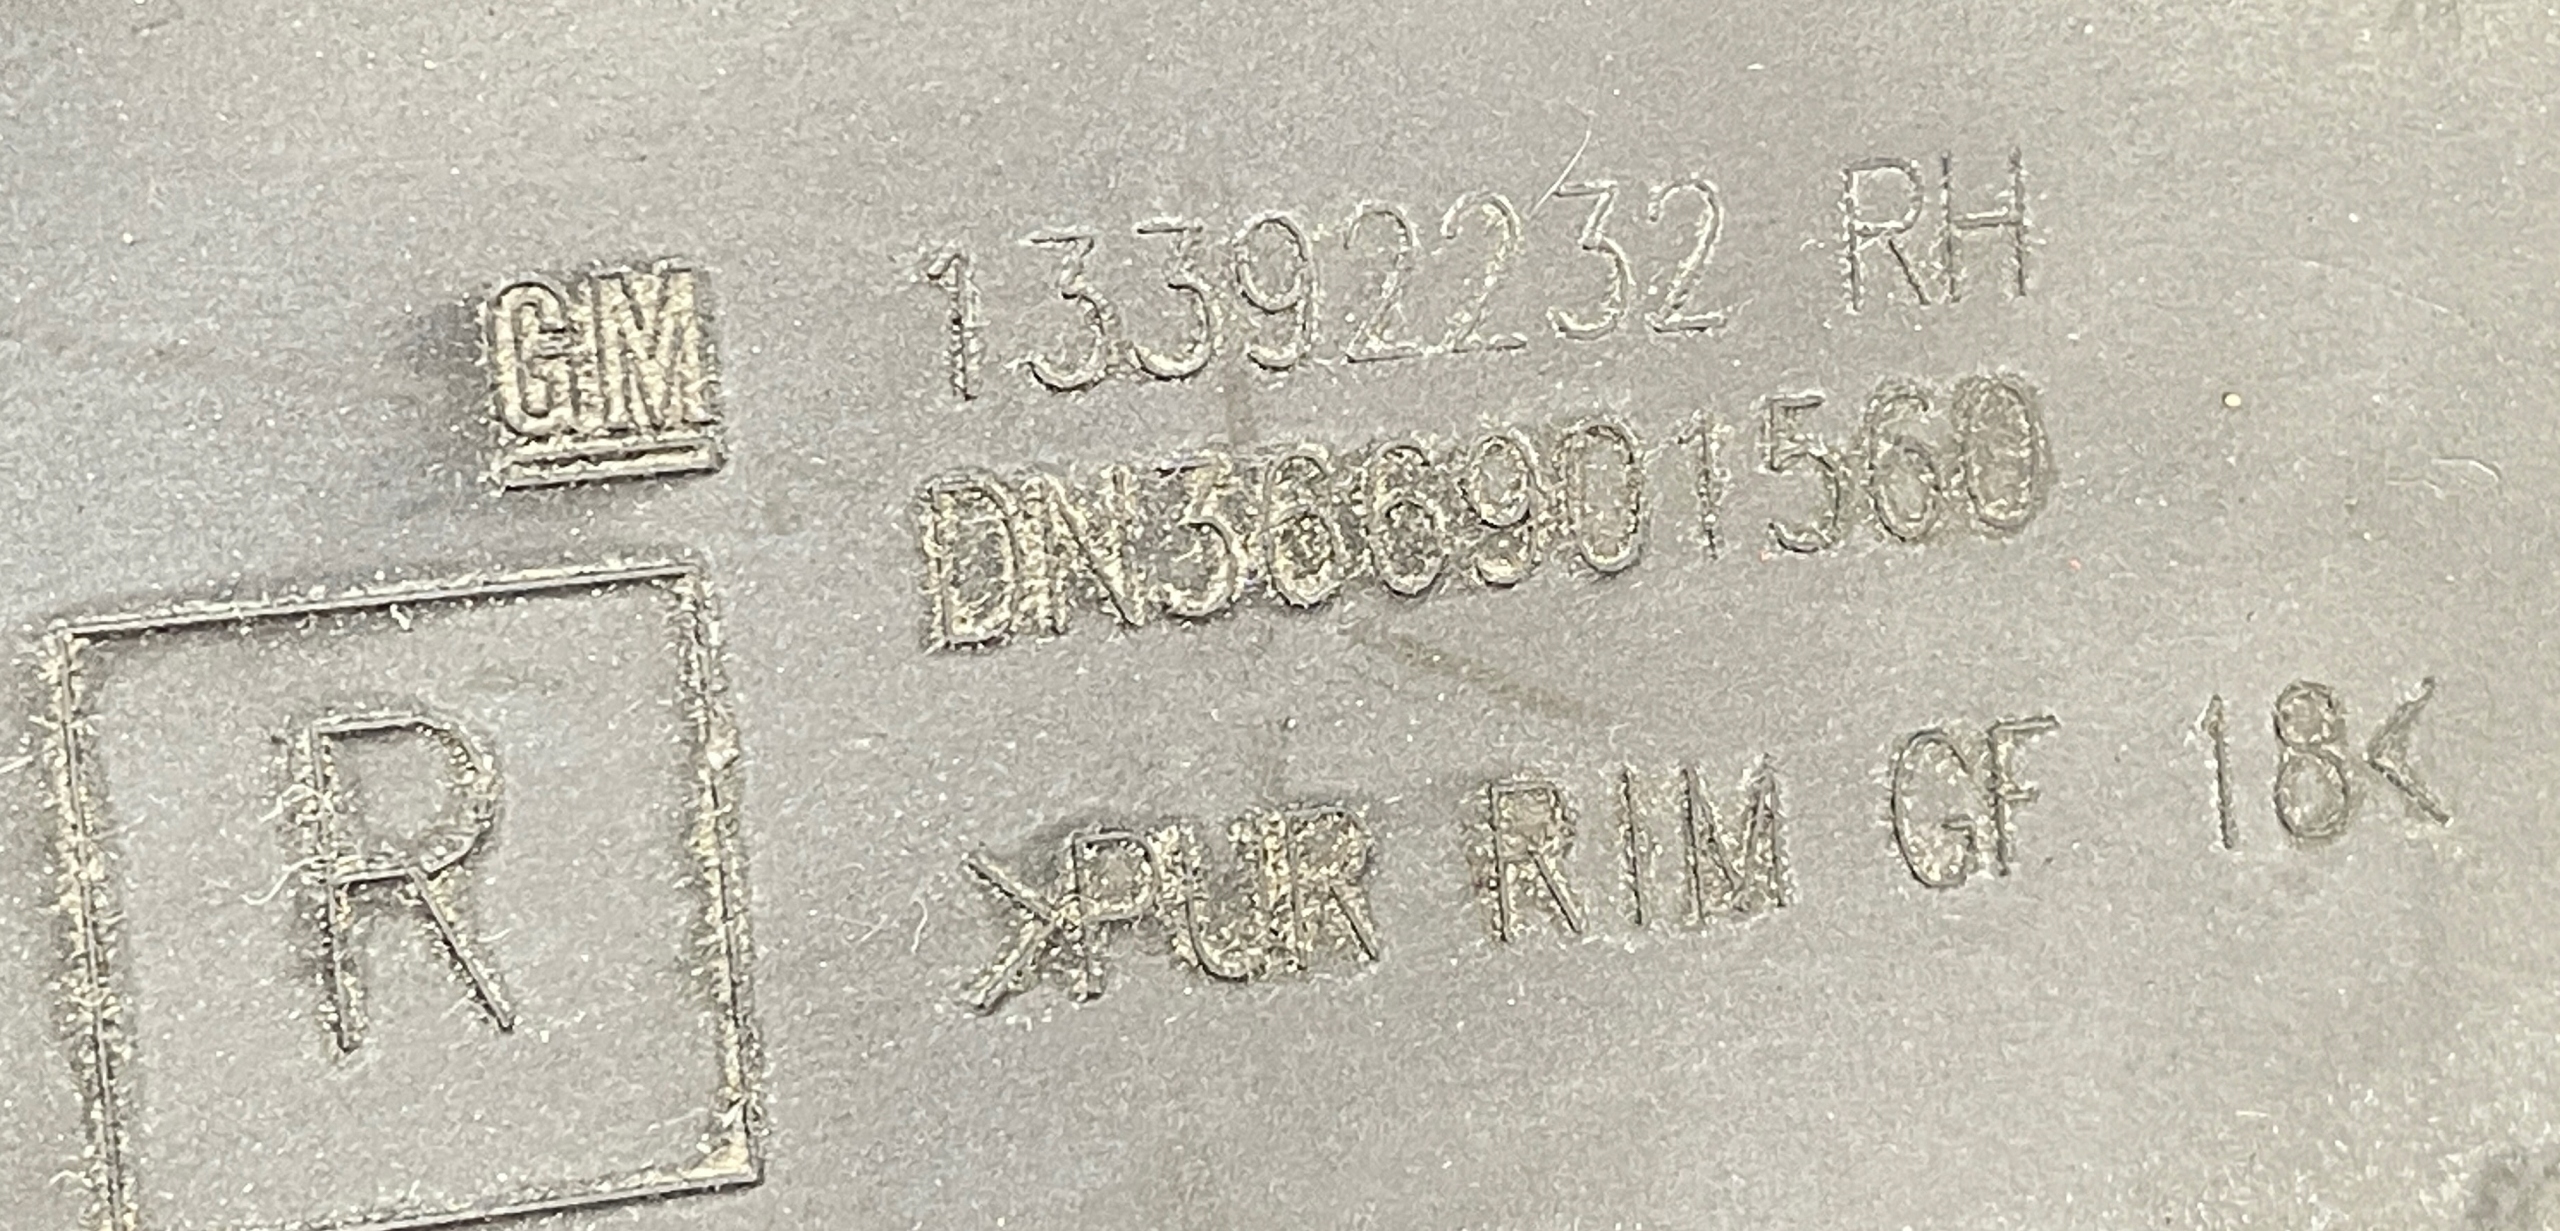 GM
13392232 RH
DN366901560
R
>PUR RIM GF 18<